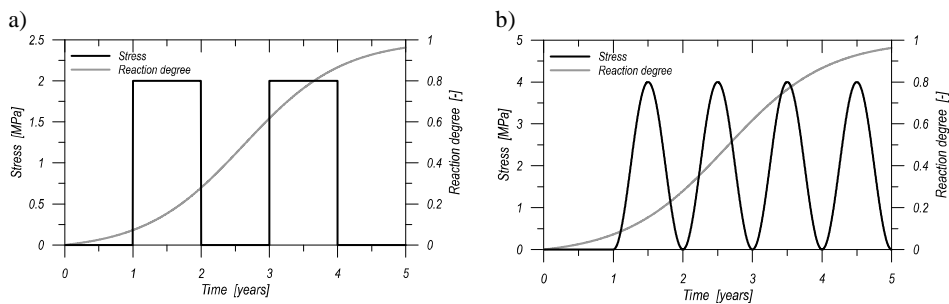 a)
2.5
2
1.5
1
0.5
0
Stress [MPa]
Stress
Reaction degree
1
0.8
0.6
0.4
0.2
0
Reaction degree [-]
0 1 2 3 4 5
Time [years]
b)
5
4
3
2
1
0
Stress [MPa]
Stress
Reaction degree
1
0.8
0.6
0.4
0.2
0
Reaction degree [-]
0 1 2 3 4 5
Time [years]